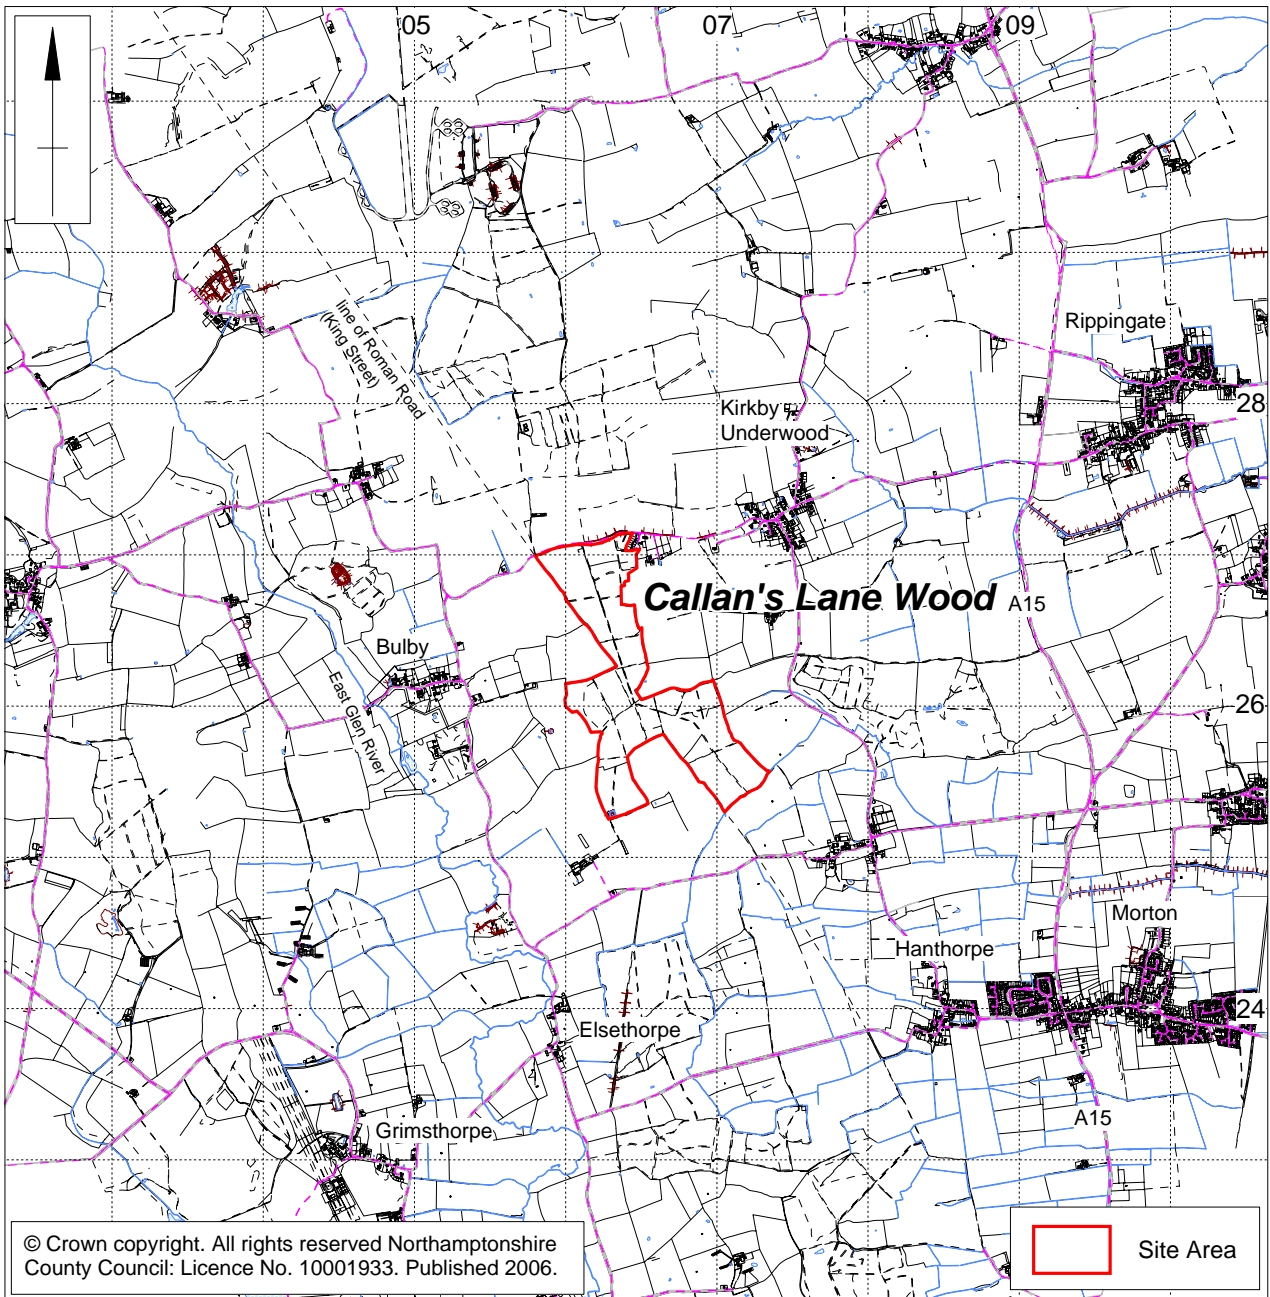 05
07
09
line of Roman Road
(King Street)
Rippingate
28
Kirkby
Underwood
Callan's Lane Wood
A15
Bulby
East Glen River
26
Morton
Hanthorpe
24
Elsethorpe
A15
Grimsthorpe
© Crown copyright. All rights reserved Northamptonshire
County Council: Licence No. 10001933. Published 2006.
Site Area